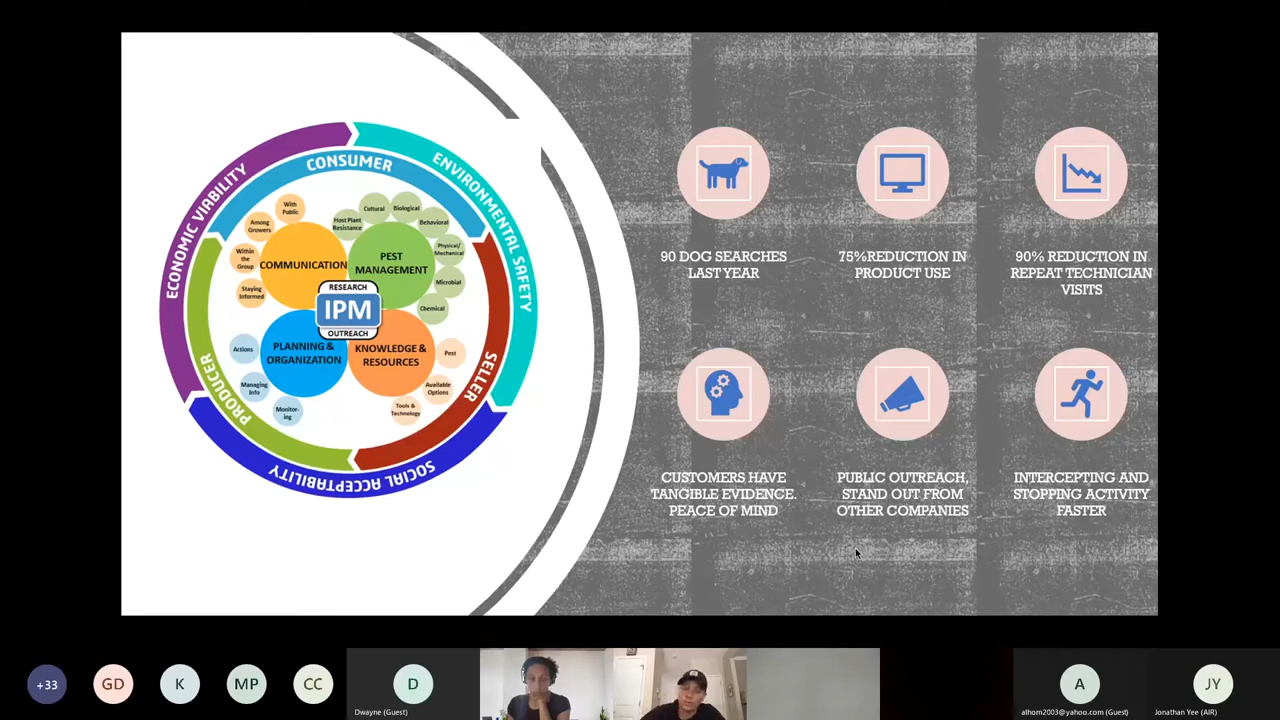 ECONOMIC VIABILITY
ENVIRONMENTAL SAFETY
SOCIAL ACCEPTABILITY
CONSUMER
SELLER
PRODUCER
COMMUNICATION
With
Public
Among
Growers
Within
the
Group
Staying
Informed
PEST
MANAGEMENT
Host Plant
Resistance
Cultural
Biological
Behavioral
Physical/
Mechanical
Microbial
Chemical
RESEARCH
IPM
OUTREACH
PLANNING &
ORGANIZATION
Actions
Managing
Info
Monitor-
ing
KNOWLEDGE &
RESOURCES
Pest
Available
Options
Tools &
Technology
90 DOG SEARCHES
LAST YEAR
75%REDUCTION IN
PRODUCT USE
90% REDUCTION IN
REPEAT TECHNICIAN
VISITS
CUSTOMERS HAVE
TANGIBLE EVIDENCE.
PEACE OF MIND
PUBLIC OUTREACH,
STAND OUT FROM
OTHER COMPANIES
INTERCEPTING AND
STOPPING ACTIVITY
FASTER
+33
GD
K
MP
CC
D
Dwayne (Guest)
A
alhom2003@yahoo.com (Guest)
JY
Jonathan Yee (AIR)